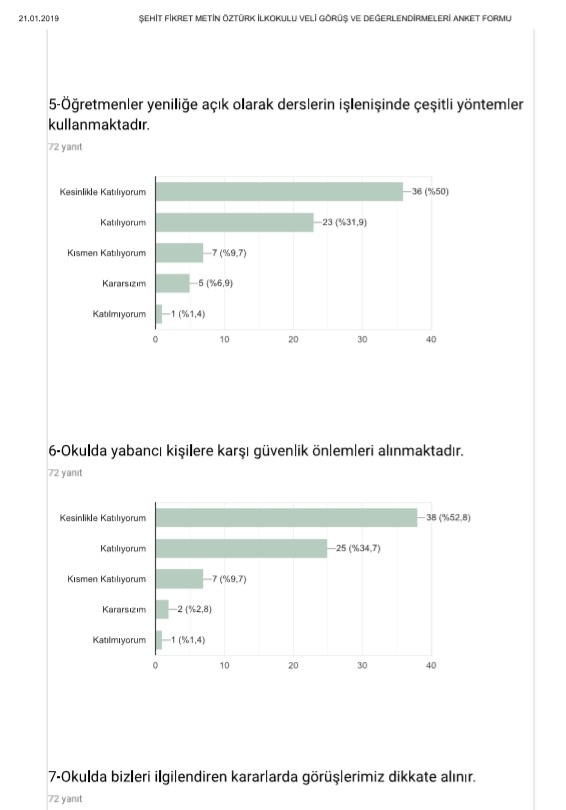 21.01.2019
ŞEHİT FİKRET METİN ÖZTÜRK İLKOKULU VELİ GÖRÜŞ VE DEĞERLENDİRMELERİ ANKET FORMU
5-Öğretmenler yeniliğe açık olarak derslerin işlenişinde çeşitli yöntemler
kullanmaktadır.
72 yanıt
Kesinlikle Katılıyorum 36 (%50)
Katılıyorum 23 (%31,9)
Kısmen Katılıyorum 7 (%9,7)
Kararsızım 5 (%6,9)
Katılmıyorum 1 (%1,4)
0 10 20 30 40
6-Okulda yabancı kişilere karşı güvenlik önlemleri alınmaktadır.
72 yanıt
Kesinlikle Katılıyorum 38 (%52,8)
Katılıyorum 25 (%34,7)
Kısmen Katılıyorum 7 (%9,7)
Kararsızım 2 (%2,8)
Katılmıyorum 1 (%1,4)
0 10 20 30 40
7-Okulda bizleri ilgilendiren kararlarda görüşlerimiz dikkate alınır.
72 yanıt